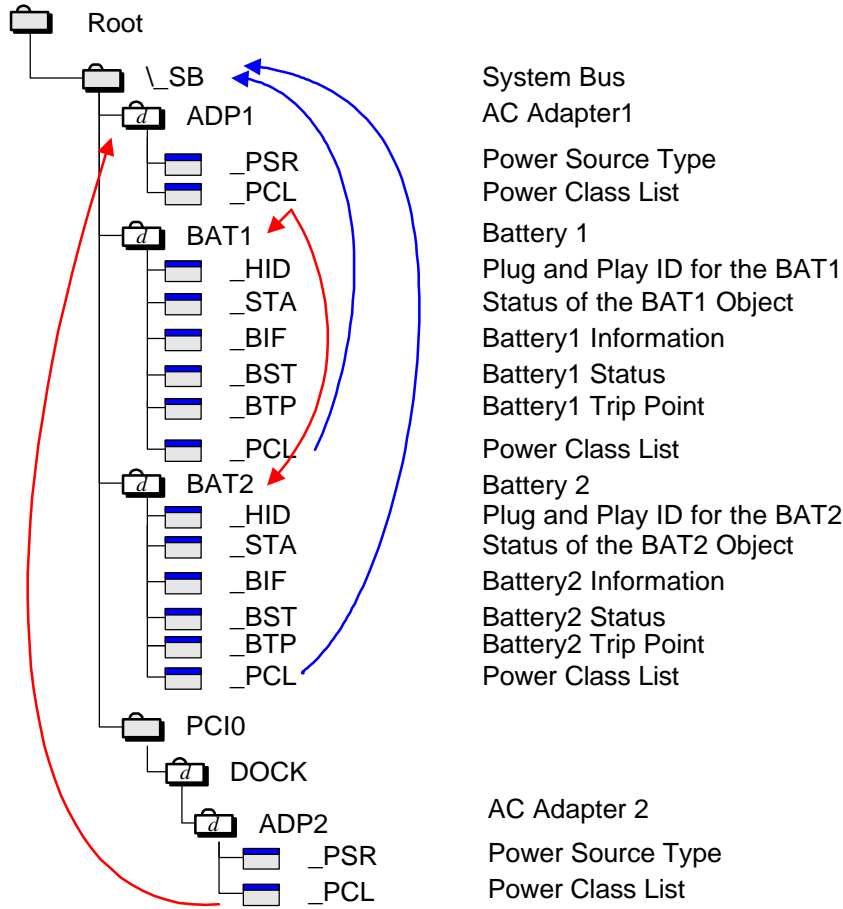 Root
\_SB System Bus
d ADP1 AC Adapter1
_PSR Power Source Type
_PCL Power Class List
d BAT1 Battery 1
_HID Plug and Play ID for the BAT1
_STA Status of the BAT1 Object
_BIF Battery1 Information
_BST Battery1 Status
_BTP Battery1 Trip Point
_PCL Power Class List
d BAT2 Battery 2
_HID Plug and Play ID for the BAT2
_STA Status of the BAT2 Object
_BIF Battery2 Information
_BST Battery2 Status
_BTP Battery2 Trip Point
_PCL Power Class List
PCI0
d DOCK
d ADP2 AC Adapter 2
_PSR Power Source Type
_PCL Power Class List